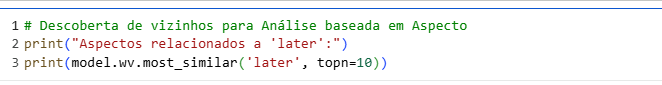 1 # Descoberta de vizinhos para Análise baseada em Aspecto
2 print("Aspectos relacionados a 'later':")
3 print(model.wv.most_similar('later', topn=10))